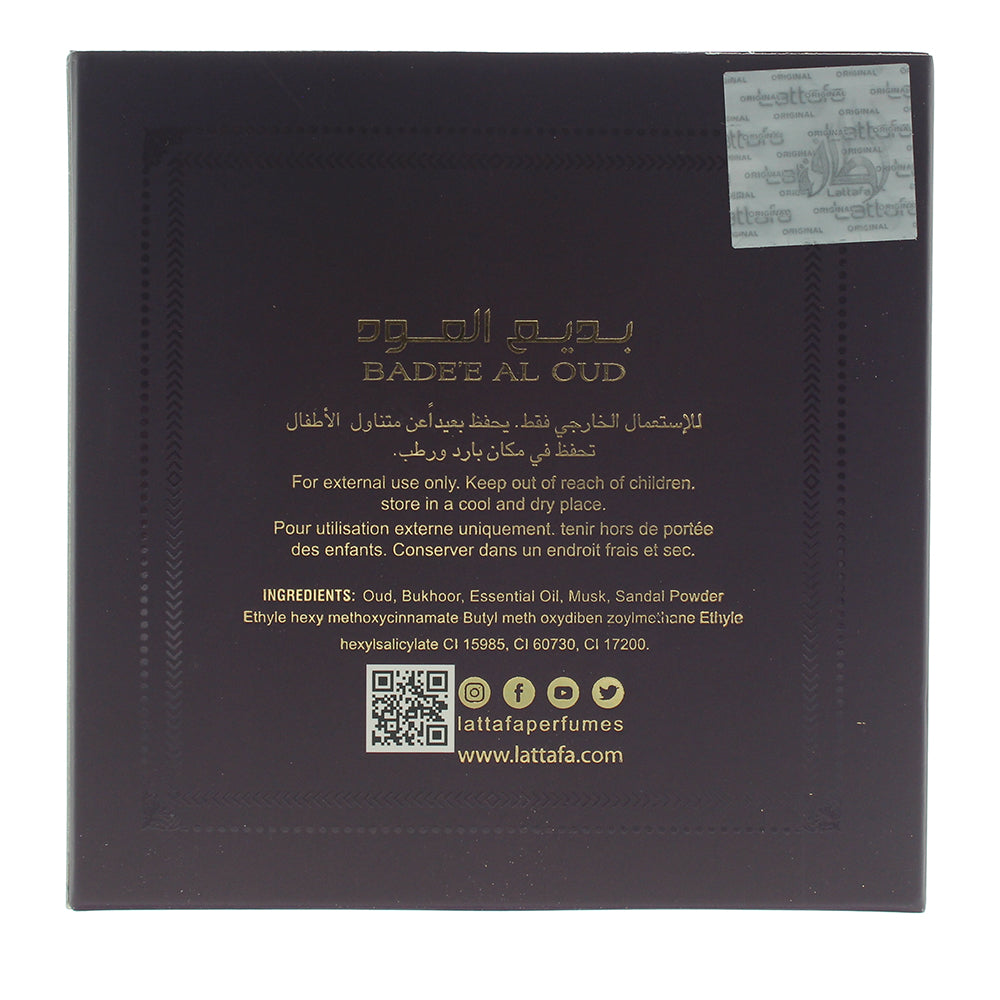 ORIGINAL
Lattafa
لطافة
Lattafa
بديع العود
BADE'E AL OUD
للإستعمال الخارجي فقط. يحفظ بعيداً عن متناول الأطفال
تحفظ في مكان بارد ورطب.
For external use only. Keep out of reach of children.
store in a cool and dry place.
Pour utilisation externe uniquement. tenir hors de portée
des enfants. Conserver dans un endroit frais et sec.
INGREDIENTS: Oud, Bukhoor, Essential Oil, Musk, Sandal Powder
Ethyle hexy methoxycinnamate Butyl meth oxydiben zoylmethane Ethyle
hexylsalicylate CI 15985, CI 60730, CI 17200.
lattafaperfumes
www.lattafa.com